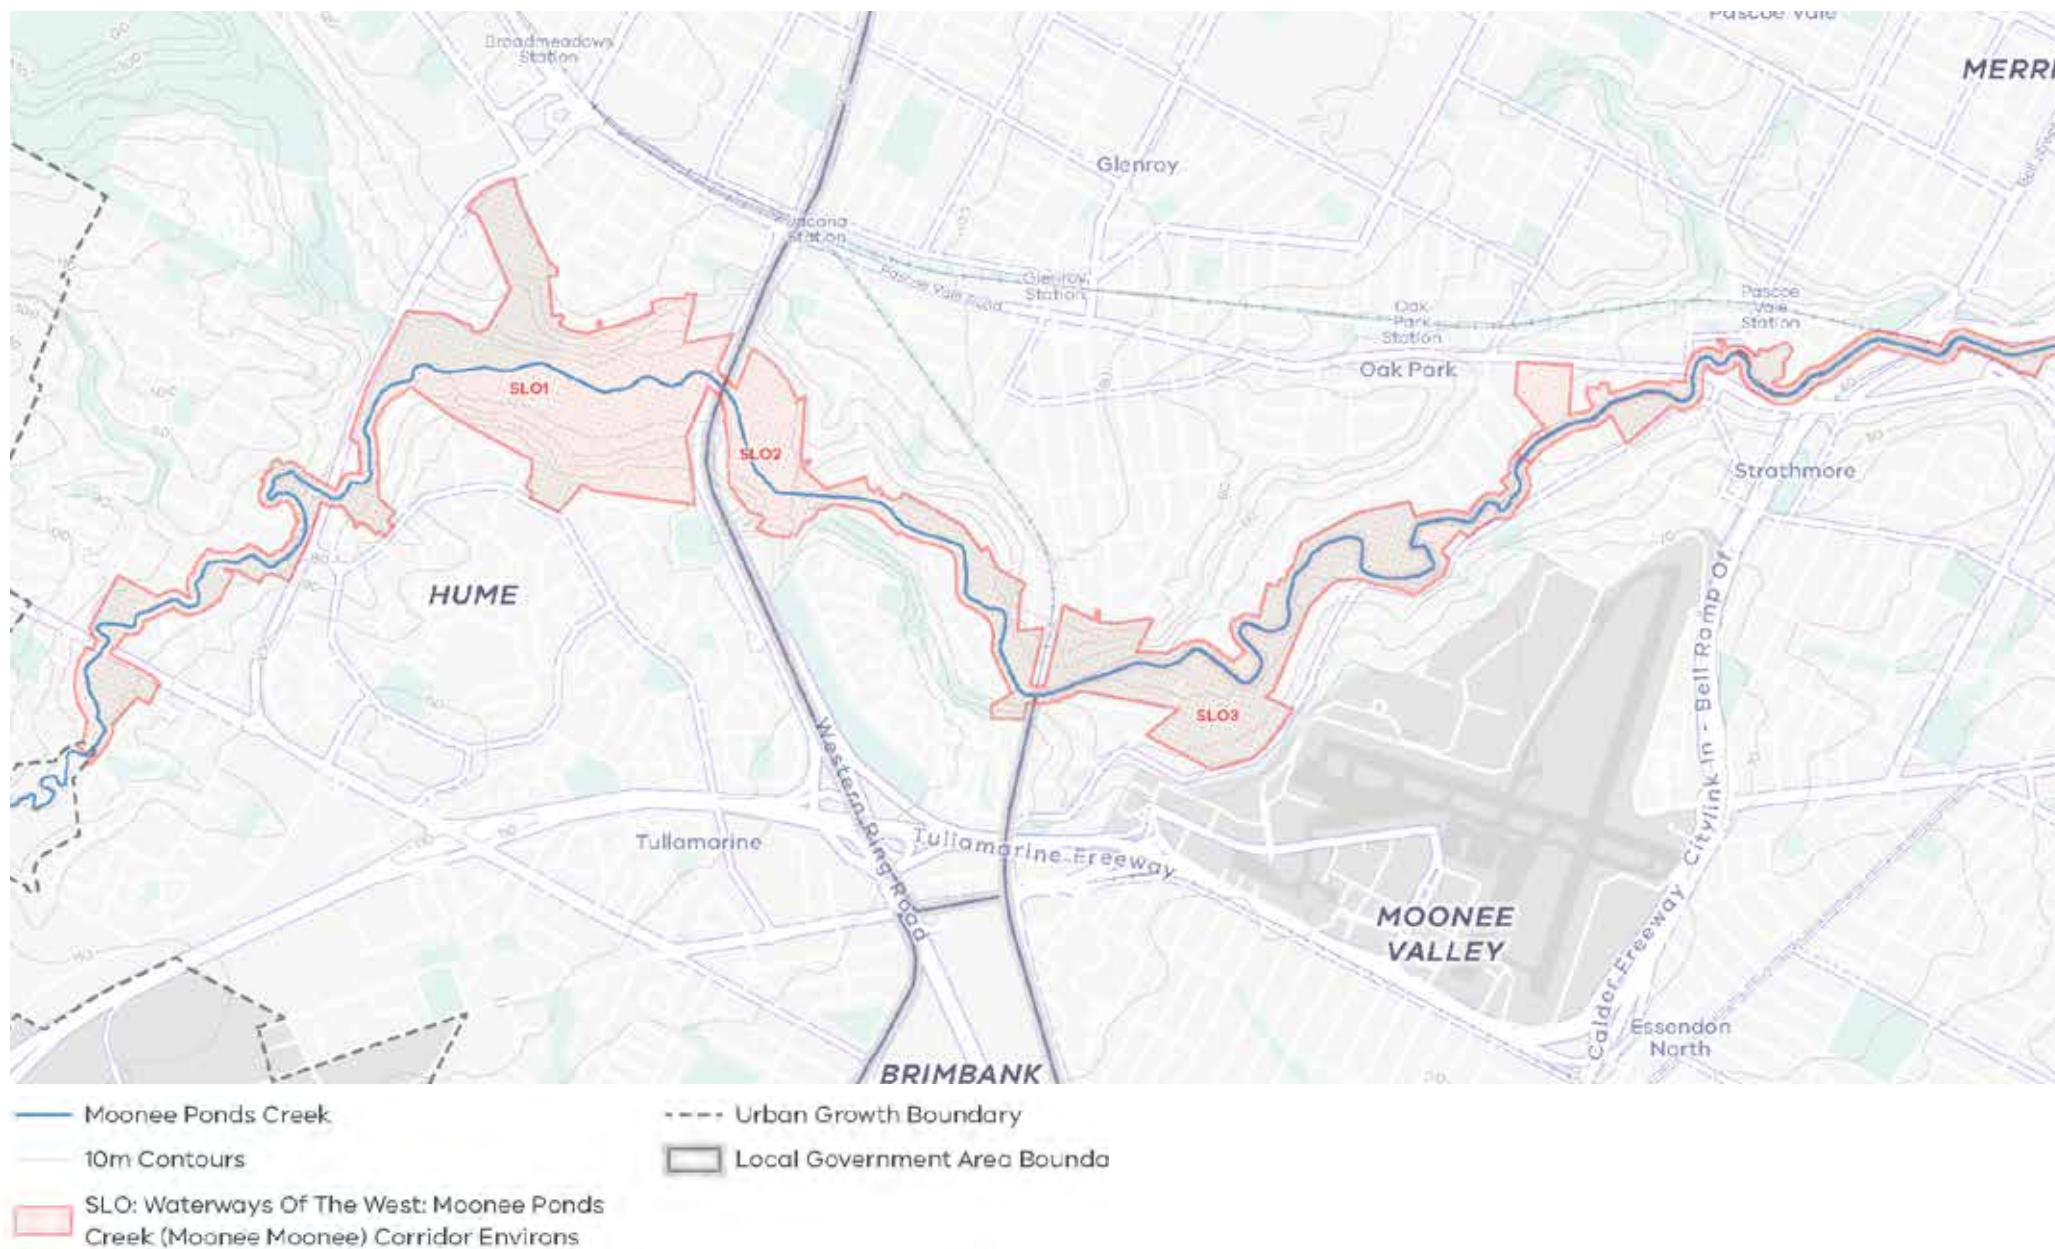 Pascoe Vale
Broadmeadows
Station
MERRI
Glenroy
Jacana
Station
Pascoe Vale Road
Glenroy
Station
Oak
Park
Station
Pascoe
Vale
Station
Oak Park
SLO1
SLO2
Strathmore
HUME
SLO3
Western Ring Road
Tullamarine
Tullamarine Freeway
Calder Freeway Citylink In - Bell Ramp Of
MOONEE
VALLEY
Essendon
North
BRIMBANK
Moonee Ponds Creek
10m Contours
SLO: Waterways Of The West: Moonee Ponds
Creek (Moonee Moonee) Corridor Environs
Urban Growth Boundary
Local Government Area Bounda